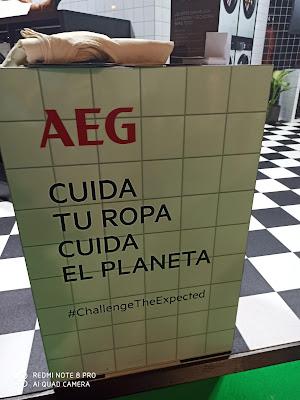 AEG
CUIDA
TU ROPA
CUIDA
EL PLANETA
#ChallengeTheExpected
REDMI NOTE 8 PRO
AI QUAD CAMERA